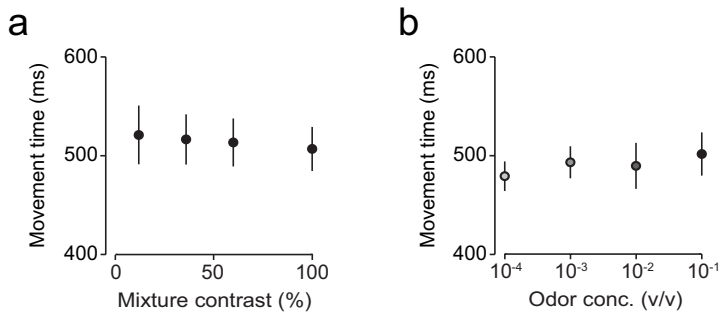 a
600
500
400
Movement time (ms)
0 50 100
Mixture contrast (%)
b
600
500
400
Movement time (ms)
10⁻⁴ 10⁻³ 10⁻² 10⁻¹
Odor conc. (v/v)